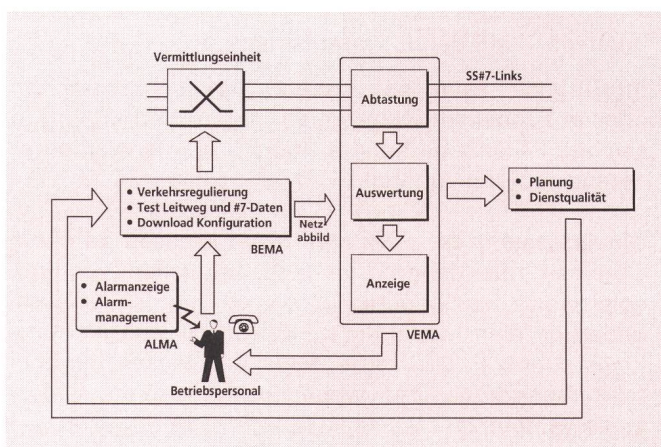 Vermittlungseinheit
SS#7-Links
Abtastung
• Verkehrsregulierung
• Test Leitweg und #7-Daten
• Download Konfiguration
BEMA
Netz
abbild
Auswertung
• Planung
• Dienstqualität
Anzeige
VEMA
• Alarmanzeige
• Alarm-
management
ALMA
Betriebspersonal